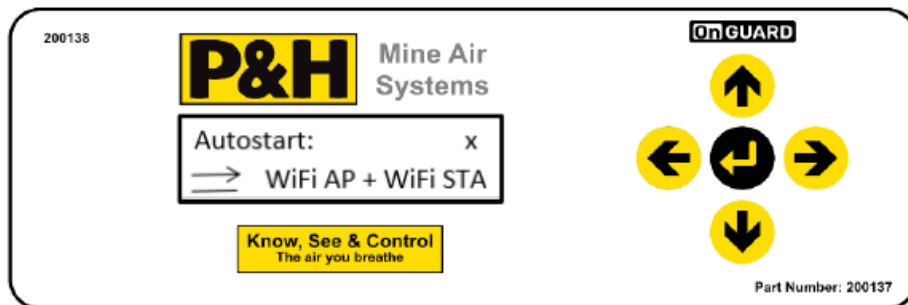 200138
P&H
Mine Air
Systems
Autostart: x
WiFi AP + WiFi STA
Know, See & Control
The air you breathe
OnGUARD
Part Number: 200137